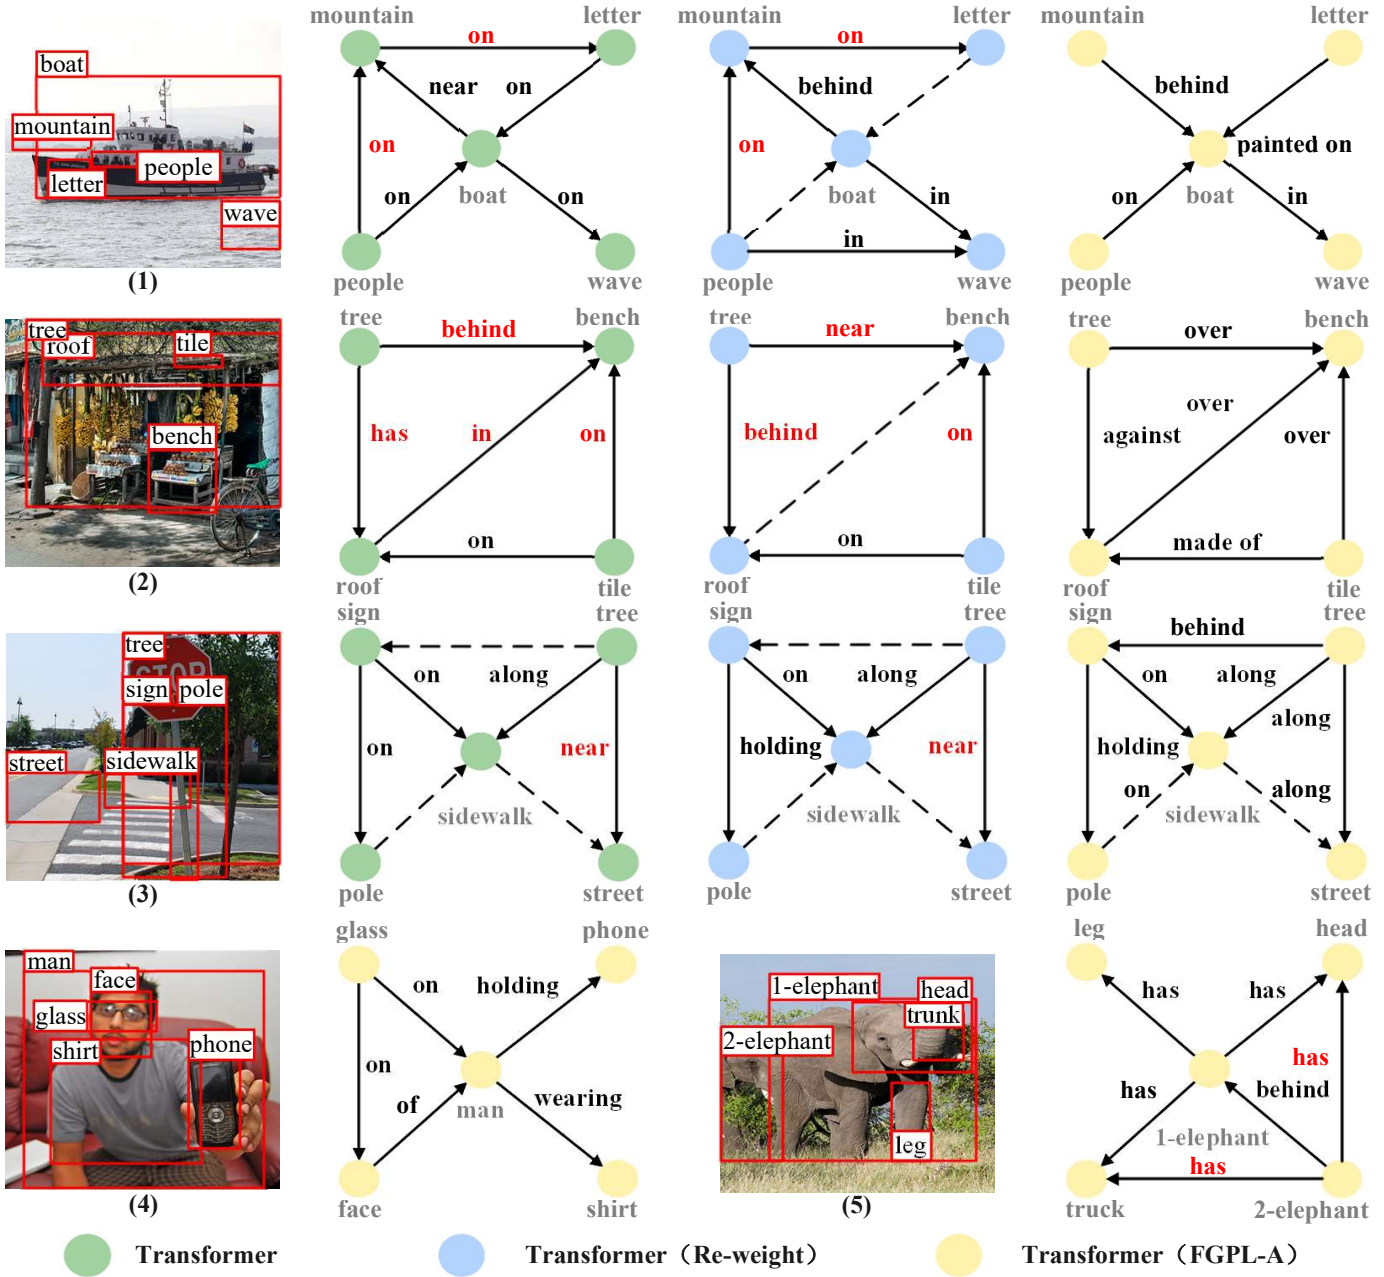 boat
mountain
people
letter
wave
(1)
mountain
letter
on
near
on
on
boat
on
on
people
wave
mountain
letter
on
behind
on
boat
in
in
people
wave
mountain
letter
behind
painted on
on
boat
in
people
wave
tree
roof
tile
bench
(2)
tree
bench
behind
has
in
on
on
roof
tile
tree
bench
near
behind
on
on
roof
tile
tree
bench
over
over
against
over
made of
roof
tile
tree
STOP
sign
pole
street
sidewalk
(3)
sign
tree
on
along
on
near
sidewalk
pole
street
sign
tree
on
along
holding
near
sidewalk
pole
street
sign
tree
behind
on
along
along
holding
on
along
sidewalk
pole
street
man
face
glass
shirt
phone
(4)
glass
phone
on
holding
on
of
man
wearing
face
shirt
1-elephant
head
trunk
2-elephant
leg
(5)
leg
head
has
has
has
has
behind
1-elephant
has
truck
2-elephant
Transformer
Transformer（Re-weight）
Transformer（FGPL-A）